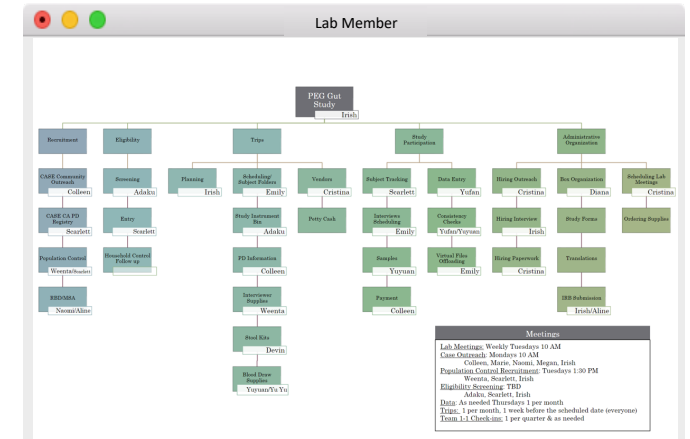 Lab Member
PEG Gut
Study
Irish
Recruitment
Eligibility
Trips
Study
Participation
Administrative
Organization
CASE Community
Outreach
Colleen
Screening
Adaku
Planning
Irish
Scheduling/
Subject Folders
Emily
Vendors
Cristina
Subject Tracking
Scarlett
Data Entry
Yufan
Hiring Outreach
Cristina
Box Organization
Diana
Scheduling Lab
Meetings
Cristina
CASE CA PD
Registry
Scarlett
Entry
Scarlett
Study Instrument
Bin
Adaku
Petty Cash
Interviews
Scheduling
Emily
Consistency
Checks
Yufan/Yuyuan
Hiring Interview
Irish
Study Forms
Ordering Supplies
Population Control
Weenta/Scarlett
Household Control
Follow up
PD Information
Colleen
Samples
Yuyuan
Virtual Files
Offloading
Emily
Hiring Paperwork
Cristina
Translations
Naomi/Aline
Interviewer
Supplies
Weenta
Payment
Colleen
IRB Submission
Irish/Aline
Stool Kits
Devin
Blood Draw
Supplies
Yuyuan/Yu Yu
Meetings
Lab Meetings: Weekly Tuesdays 10 AM
Case Outreach: Mondays 10 AM
Colleen, Marie, Naomi, Megan, Irish
Population Control Recruitment: Tuesdays 1:30 PM
Weenta, Scarlett, Irish
Eligibility Screening: TBD
Adaku, Scarlett, Irish
Data: As needed Thursdays 1 per month
Trips: 1 per month, 1 week before the scheduled date (everyone)
Team 1-1 Check-ins: 1 per quarter & as needed